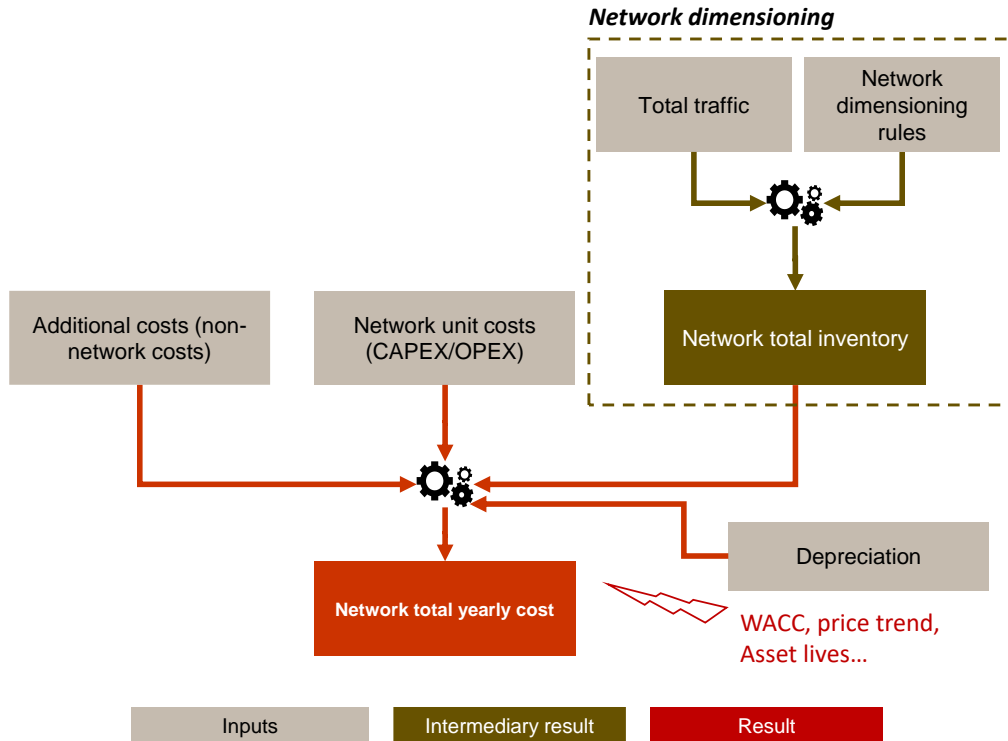 Network dimensioning
Total traffic
Network
dimensioning
rules
Additional costs (non-
network costs)
Network unit costs
(CAPEX/OPEX)
Network total inventory
Depreciation
Network total yearly cost
WACC, price trend,
Asset lives…
Inputs
Intermediary result
Result